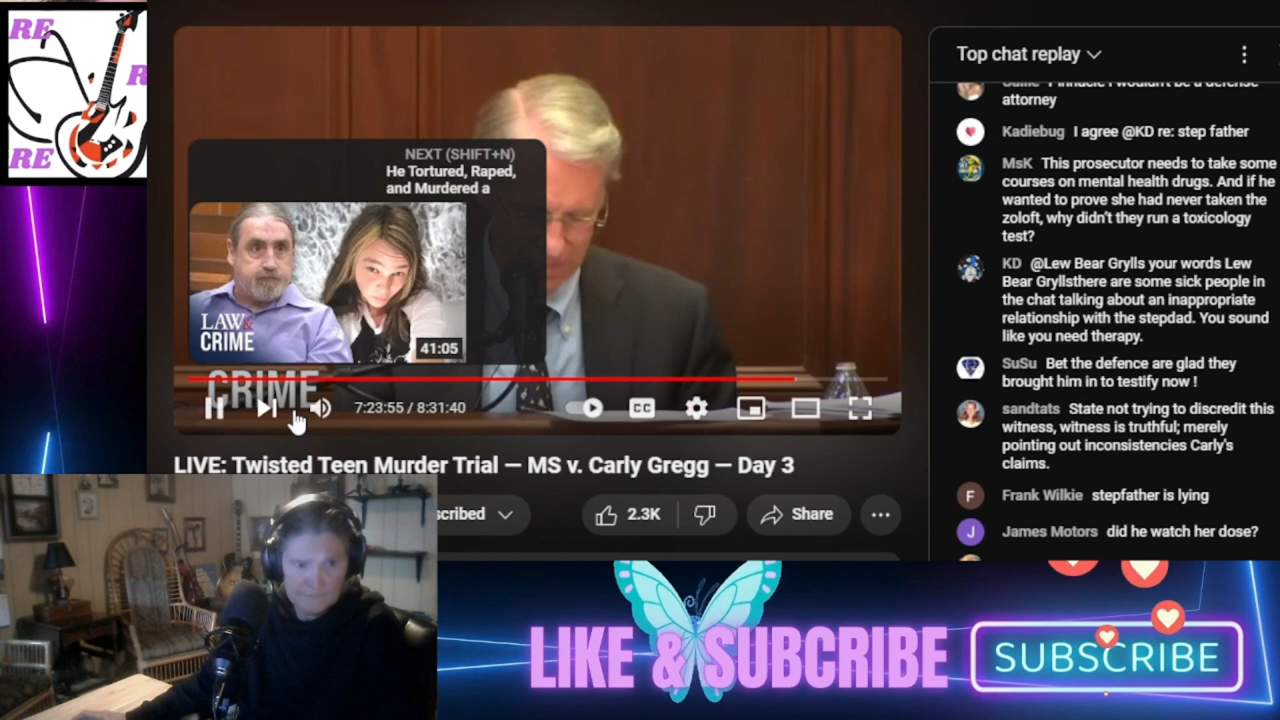 RE
R
RE
NEXT (SHIFT+N)
He Tortured, Raped,
and Murdered a
LAW&
CRIME
41:05
CRIME
7:23:55 / 8:31:40
CC
LIVE: Twisted Teen Murder Trial — MS v. Carly Gregg — Day 3
scribed
2.3K
Share
Top chat replay
attorney
Kadiebug I agree @KD re: step father
MsK This prosecutor needs to take some
courses on mental health drugs. And if he
wanted to prove she had never taken the
zoloft, why didn't they run a toxicology
test?
KD @Lew Bear Grylls your words Lew
Bear Gryllsthere are some sick people in
the chat talking about an inappropriate
relationship with the stepdad. You sound
like you need therapy.
SuSu Bet the defence are glad they
brought him in to testify now !
sandtats State not trying to discredit this
witness, witness is truthful; merely
pointing out inconsistencies Carly's
claims.
F
Frank Wilkie stepfather is lying
J
James Motors did he watch her dose?
LIKE & SUBCRIBE
SUBSCRIBE